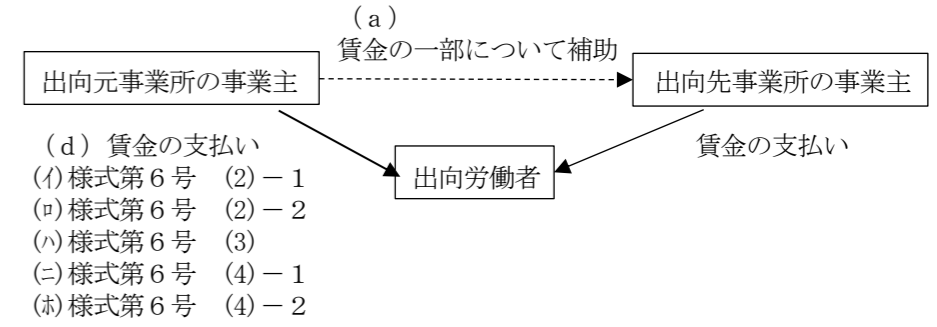 （a）
賃金の一部について補助
出向元事業所の事業主
出向先事業所の事業主
（d）賃金の支払い
賃金の支払い
(ｲ)様式第６号　(2)－１
出向労働者
(ﾛ)様式第６号　(2)－２
(ﾊ)様式第６号　(3)
(ﾆ)様式第６号　(4)－１
(ﾎ)様式第６号　(4)－２